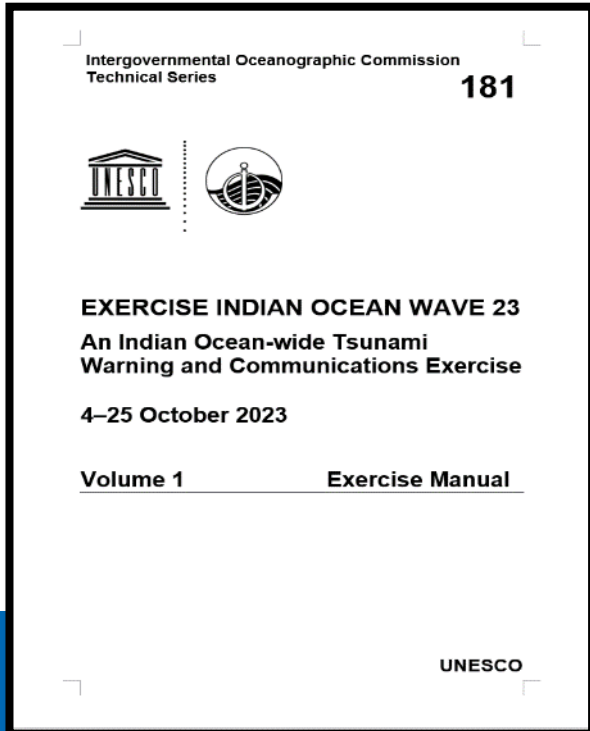 Intergovernmental Oceanographic Commission
Technical Series
181
UNESCO
EXERCISE INDIAN OCEAN WAVE 23
An Indian Ocean-wide Tsunami
Warning and Communications Exercise
4–25 October 2023
Volume 1 Exercise Manual
UNESCO